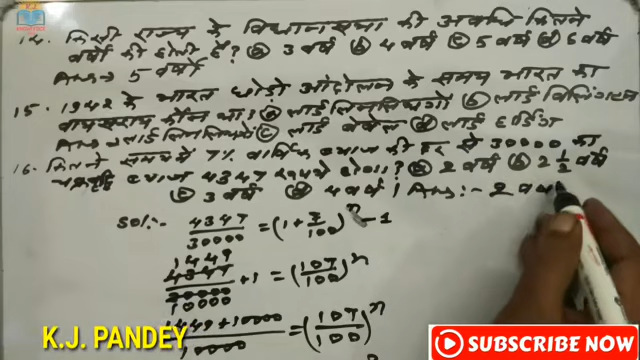 14. किसी राज्य के विधानसभा की अवधि कितने
वर्षो की होती है? ⓐ 3 वर्ष ⓑ 4 वर्ष ⓒ 5 वर्ष ⓓ 6 वर्ष
Ans→ 5 वर्षो
15. 1942 के भारत छोडो आंदोलन के समय भारत का
वायसराय कौन था? ⓐ लार्ड लिनलिथगो ⓑ लार्ड विलिंगटन
Ans→ लार्ड लिनलिथगो ⓒ लार्ड वेवेल ⓓ लार्ड हार्डिंग
16. कितने समय में 7% वार्षिक ब्याज की दर से 30000 का
चक्रवृद्धि ब्याज 4347 रुपये होगा? ⓐ 2 वर्ष ⓑ 2 1/2 वर्ष
ⓒ 3 वर्ष ⓓ 4 वर्ष । Ans:- 2 वर्ष
Sol:- 4347/30000 = (1+7/100)^n - 1
1449
4347/30000 + 1 = (107/100)^n
10000
1449+10000/10000 = (107/100)^n
K.J. PANDEY
SUBSCRIBE NOW